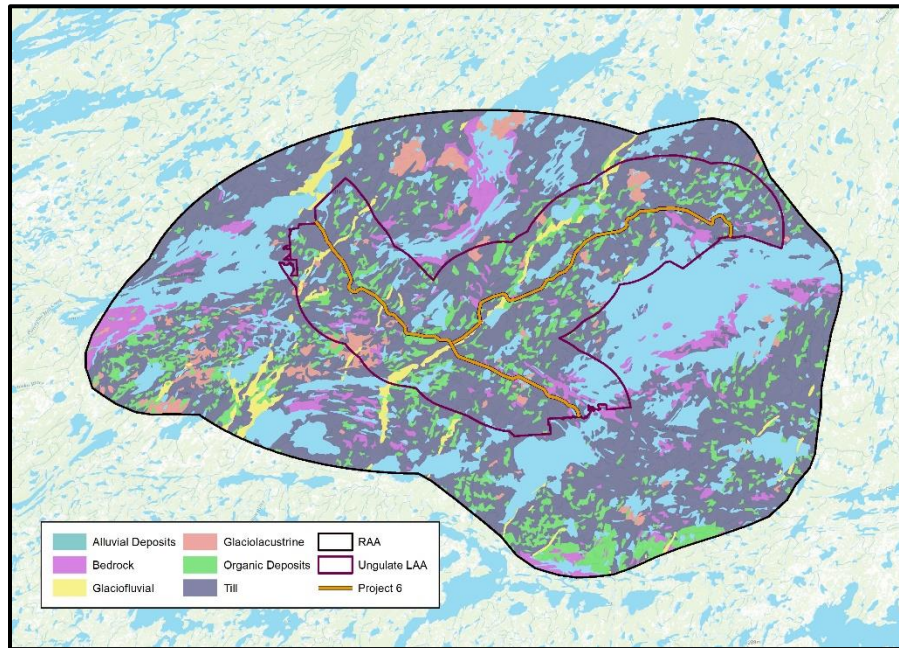 Alluvial Deposits
Glaciolacustrine
RAA
Bedrock
Organic Deposits
Ungulate LAA
Glaciofluvial
Till
Project 6